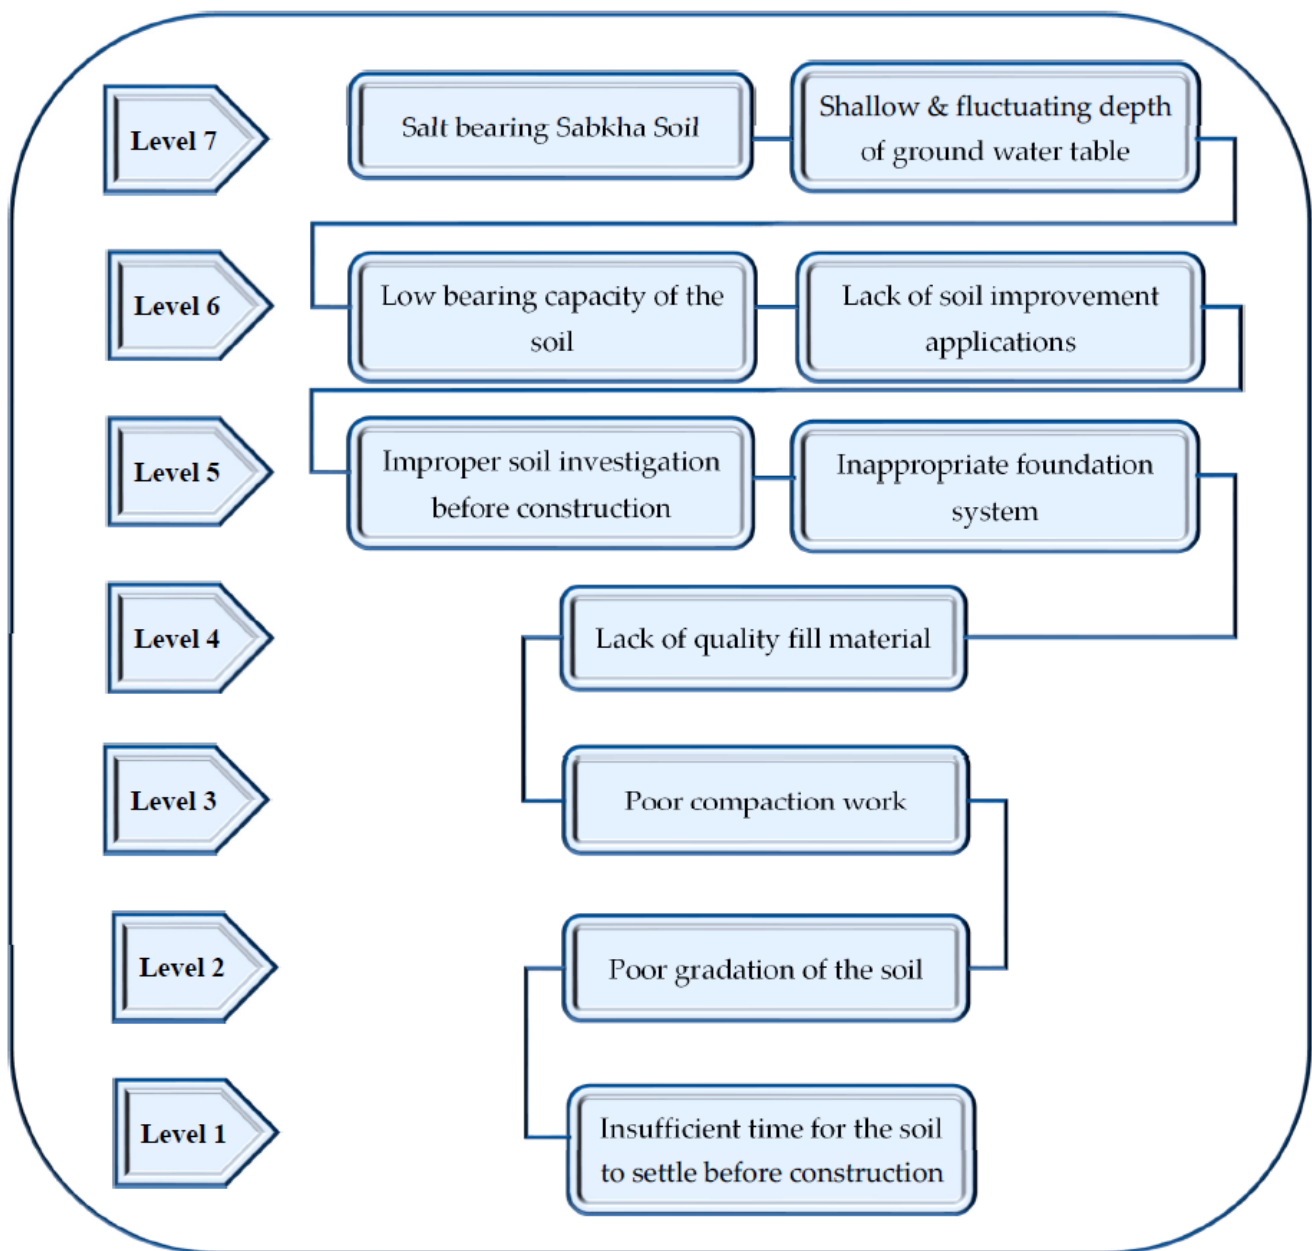 Level 7
Salt bearing Sabkha Soil
Shallow & fluctuating depth
of ground water table
Level 6
Low bearing capacity of the
soil
Lack of soil improvement
applications
Level 5
Improper soil investigation
before construction
Inappropriate foundation
system
Level 4
Lack of quality fill material
Level 3
Poor compaction work
Level 2
Poor gradation of the soil
Level 1
Insufficient time for the soil
to settle before construction